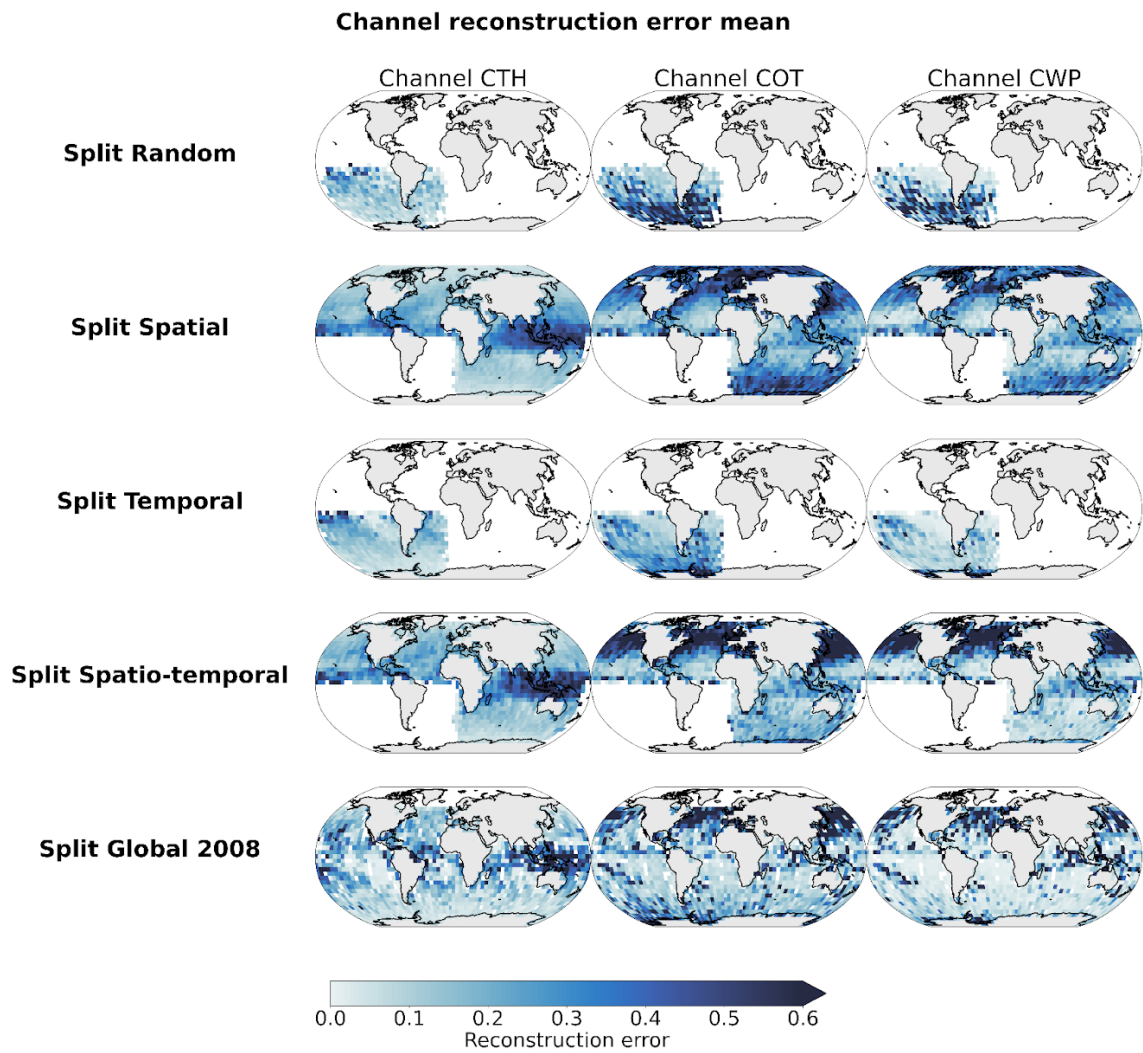 Channel reconstruction error mean
Channel CTH
Channel COT
Channel CWP
Split Random
Split Spatial
Split Temporal
Split Spatio-temporal
Split Global 2008
0.0 0.1 0.2 0.3 0.4 0.5 0.6
Reconstruction error